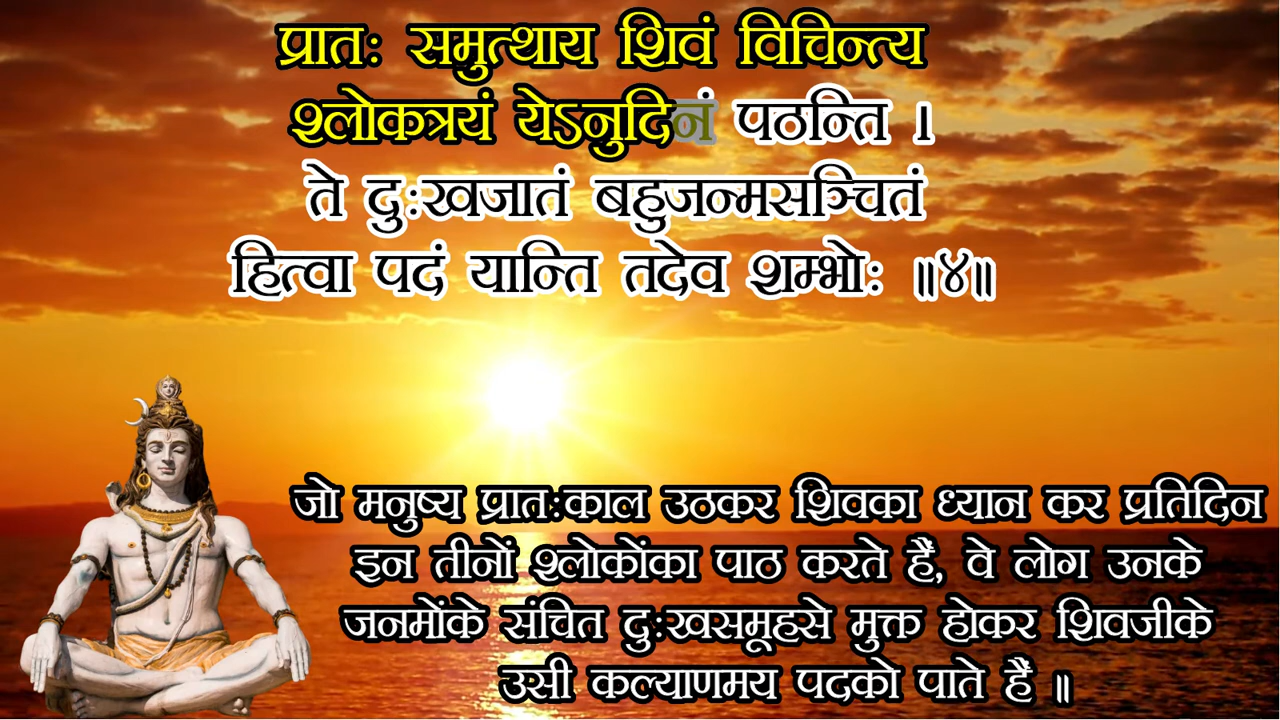 प्रातः समुत्थाय शिवं विचिन्त्य
श्लोकत्रयं येऽनुदिनं पठन्ति ।
ते दुःखजातं बहुजन्मसञ्चितं
हित्वा पदं यान्ति तदेव शम्भोः ॥४॥
जो मनुष्य प्रातःकाल उठकर शिवका ध्यान कर प्रतिदिन
इन तीनों श्लोकोंका पाठ करते हैं, वे लोग उनके
जनमोंके संचित दुःखसमूहसे मुक्त होकर शिवजीके
उसी कल्याणमय पदको पाते हैं ॥